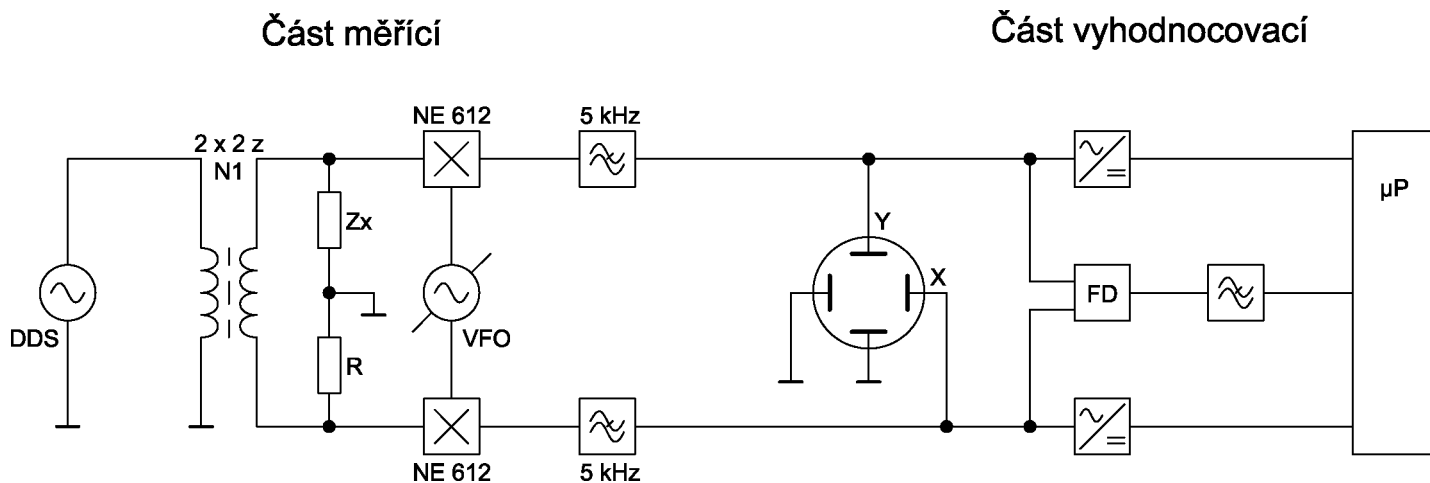 Část měřící
Část vyhodnocovací
NE 612
5 kHz
2 x 2 z
N1
µP
Zx
Y
X
DDS
VFO
FD
R
NE 612
5 kHz